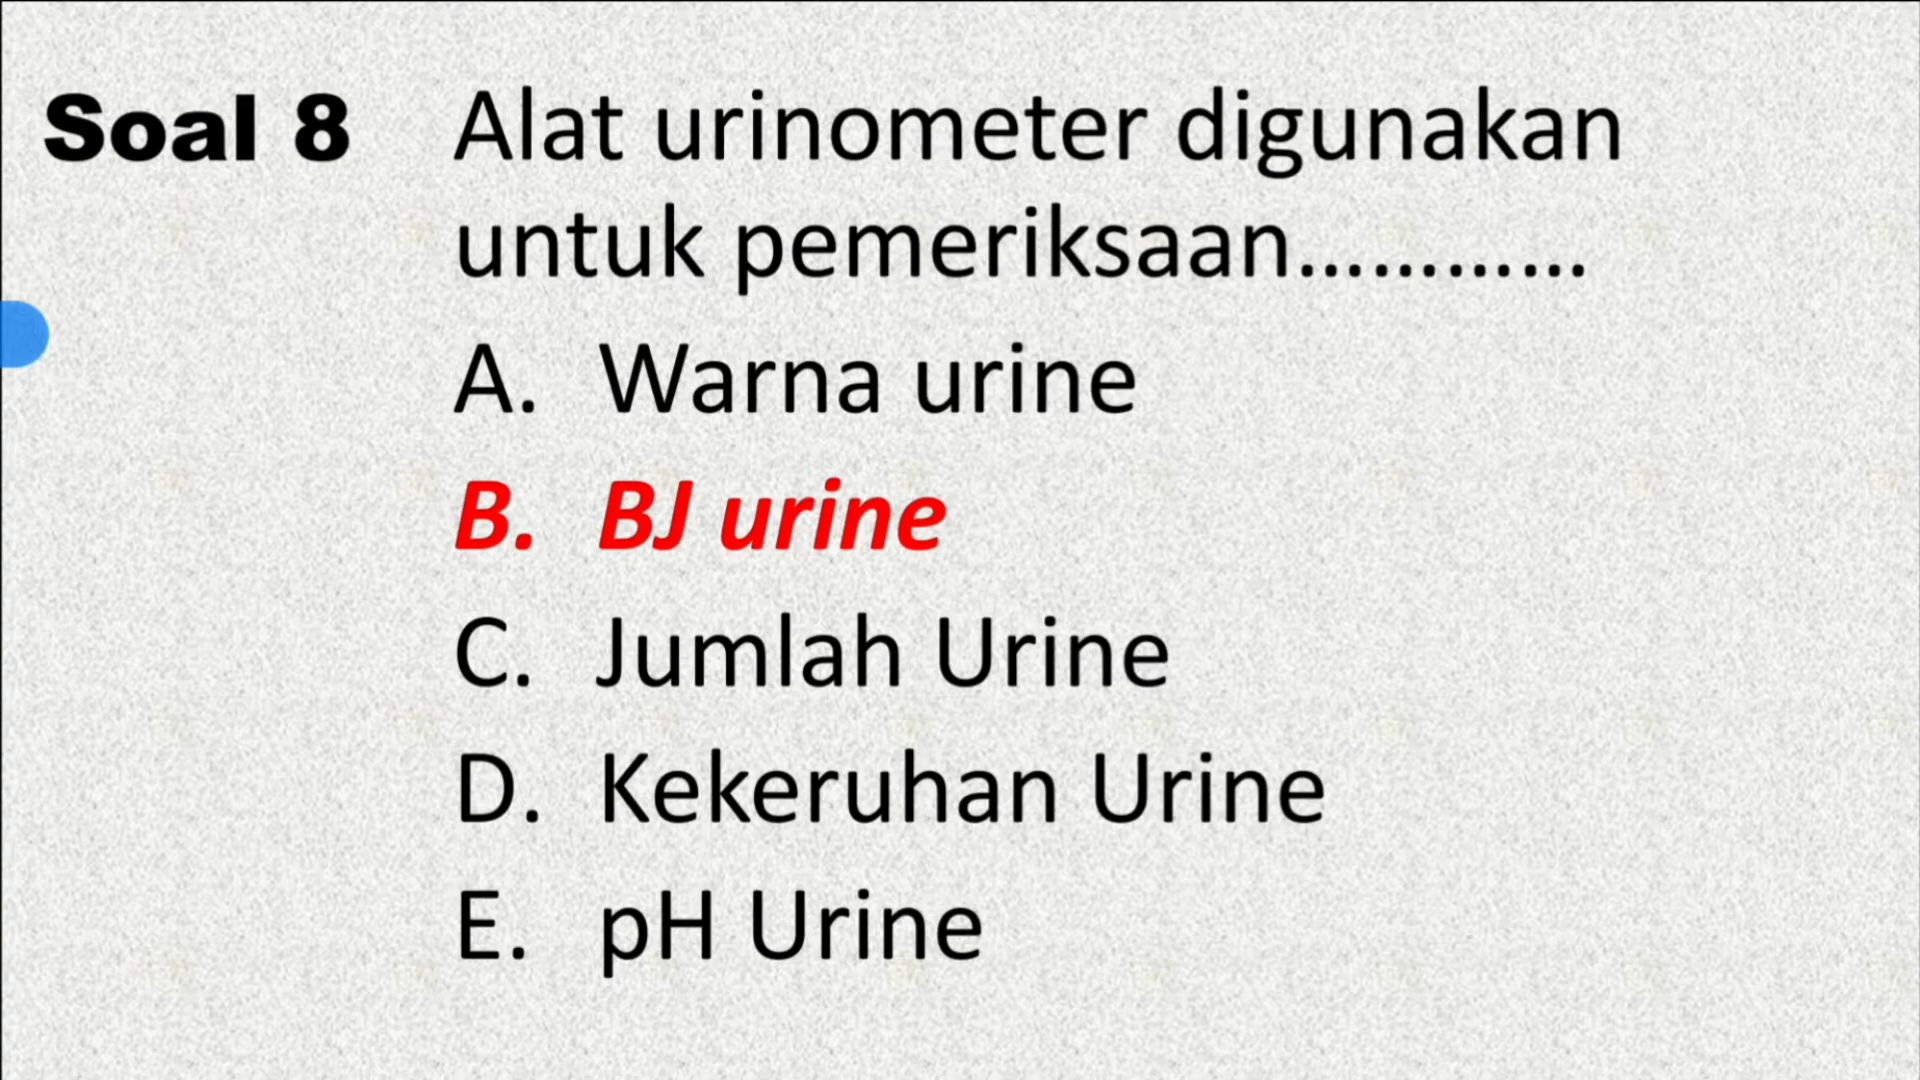 Soal 8 Alat urinometer digunakan
untuk pemeriksaan............
A. Warna urine
B. BJ urine
C. Jumlah Urine
D. Kekeruhan Urine
E. pH Urine